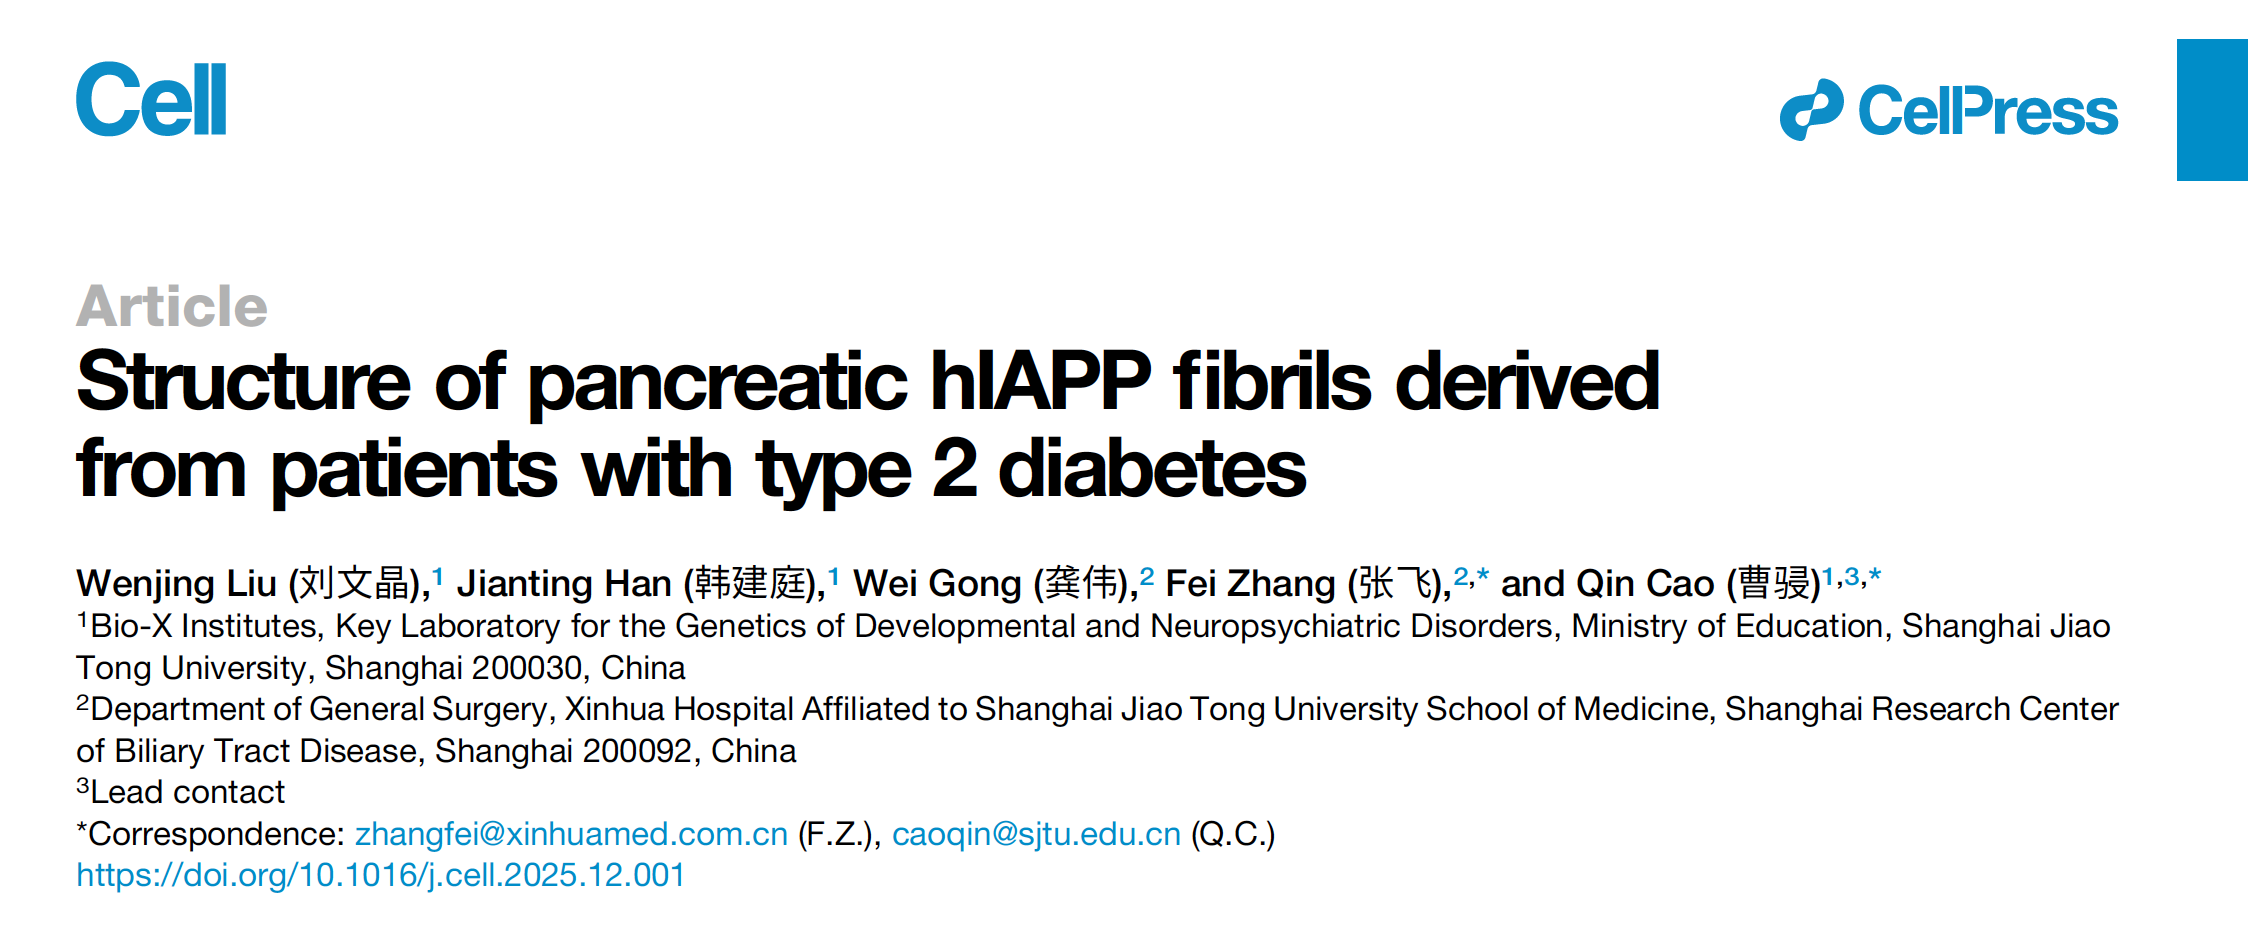 Cell
CellPress
Article
Structure of pancreatic hIAPP fibrils derived
from patients with type 2 diabetes
Wenjing Liu (刘文晶),1 Jianting Han (韩建庭),1 Wei Gong (龚伟),2 Fei Zhang (张飞),2,* and Qin Cao (曹骎)1,3,*
1Bio-X Institutes, Key Laboratory for the Genetics of Developmental and Neuropsychiatric Disorders, Ministry of Education, Shanghai Jiao
Tong University, Shanghai 200030, China
2Department of General Surgery, Xinhua Hospital Affiliated to Shanghai Jiao Tong University School of Medicine, Shanghai Research Center
of Biliary Tract Disease, Shanghai 200092, China
3Lead contact
*Correspondence: zhangfei@xinhuamed.com.cn (F.Z.), caoqin@sjtu.edu.cn (Q.C.)
https://doi.org/10.1016/j.cell.2025.12.001